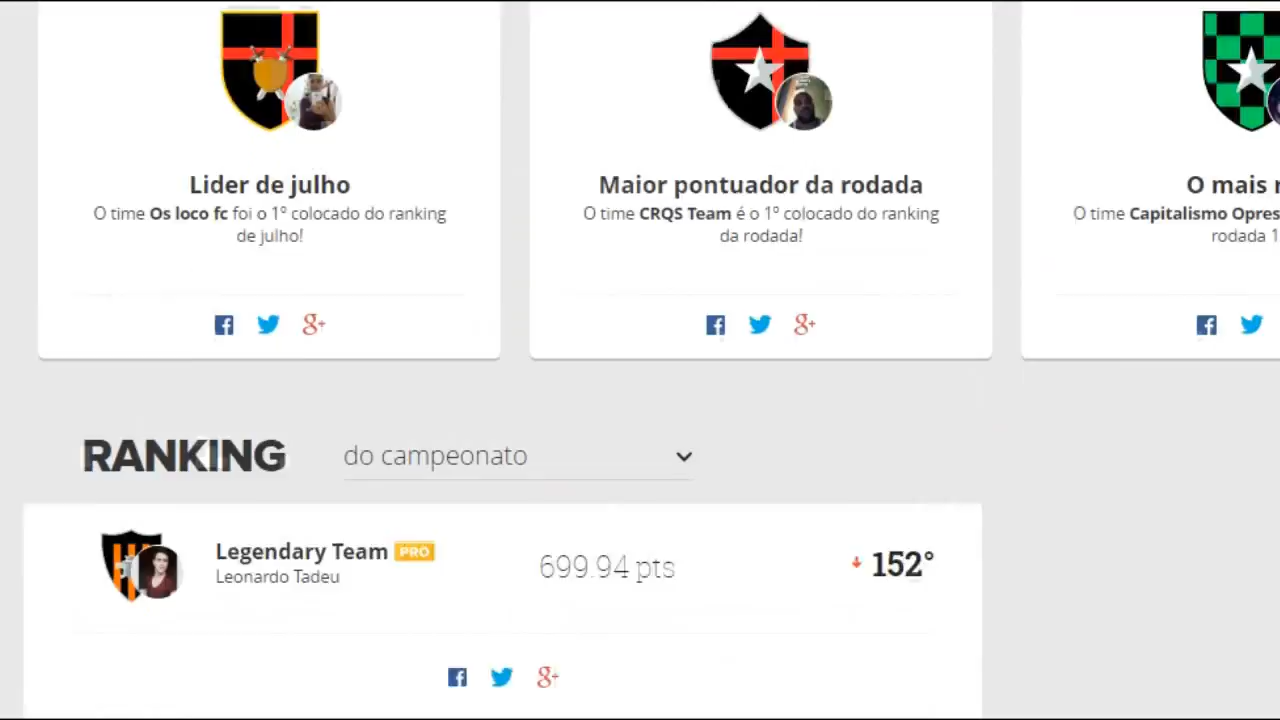 Lider de julho
O time Os loco fc foi o 1º colocado do ranking
de julho!
Maior pontuador da rodada
O time CRQS Team é o 1º colocado do ranking
da rodada!
O mais
O time Capitalismo Opres
rodada 1
RANKING
do campeonato
Legendary Team PRO
Leonardo Tadeu
699.94 pts
152°